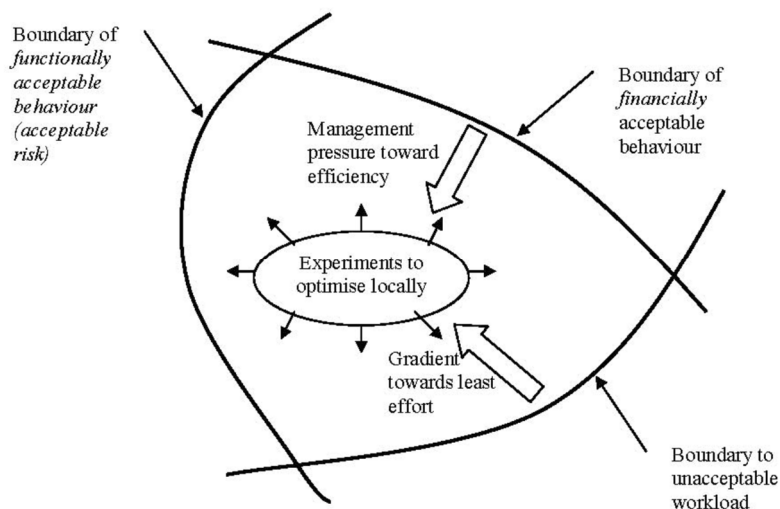 Boundary of
functionally
acceptable
behaviour
(acceptable
risk)
Boundary of
financially
acceptable
behaviour
Management
pressure toward
efficiency
Experiments to
optimise locally
Gradient
towards least
effort
Boundary to
unacceptable
workload